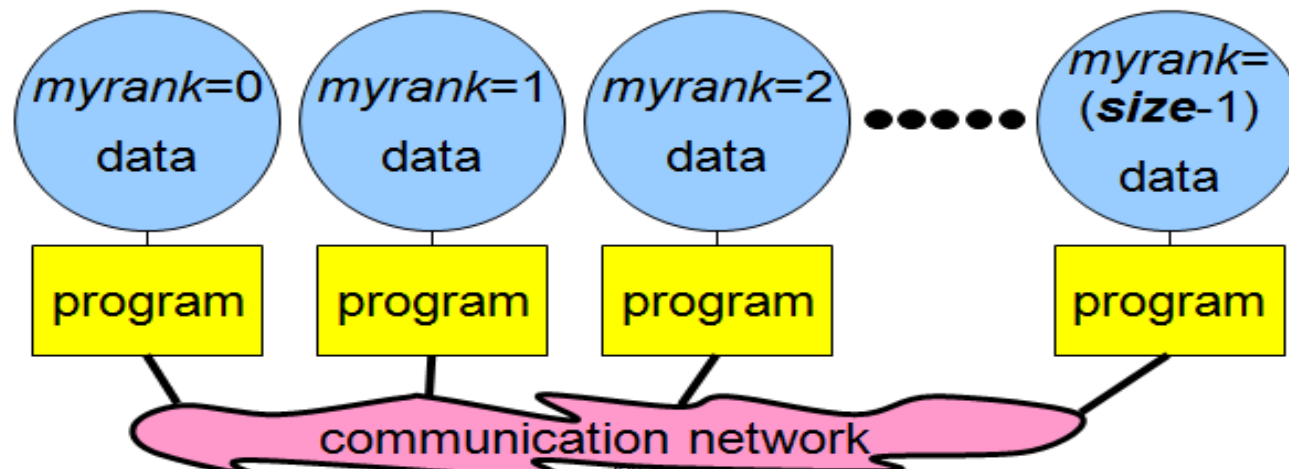 myrank=0
data
myrank=1
data
myrank=2
data
myrank=
(size-1)
data
program
program
program
program
communication network